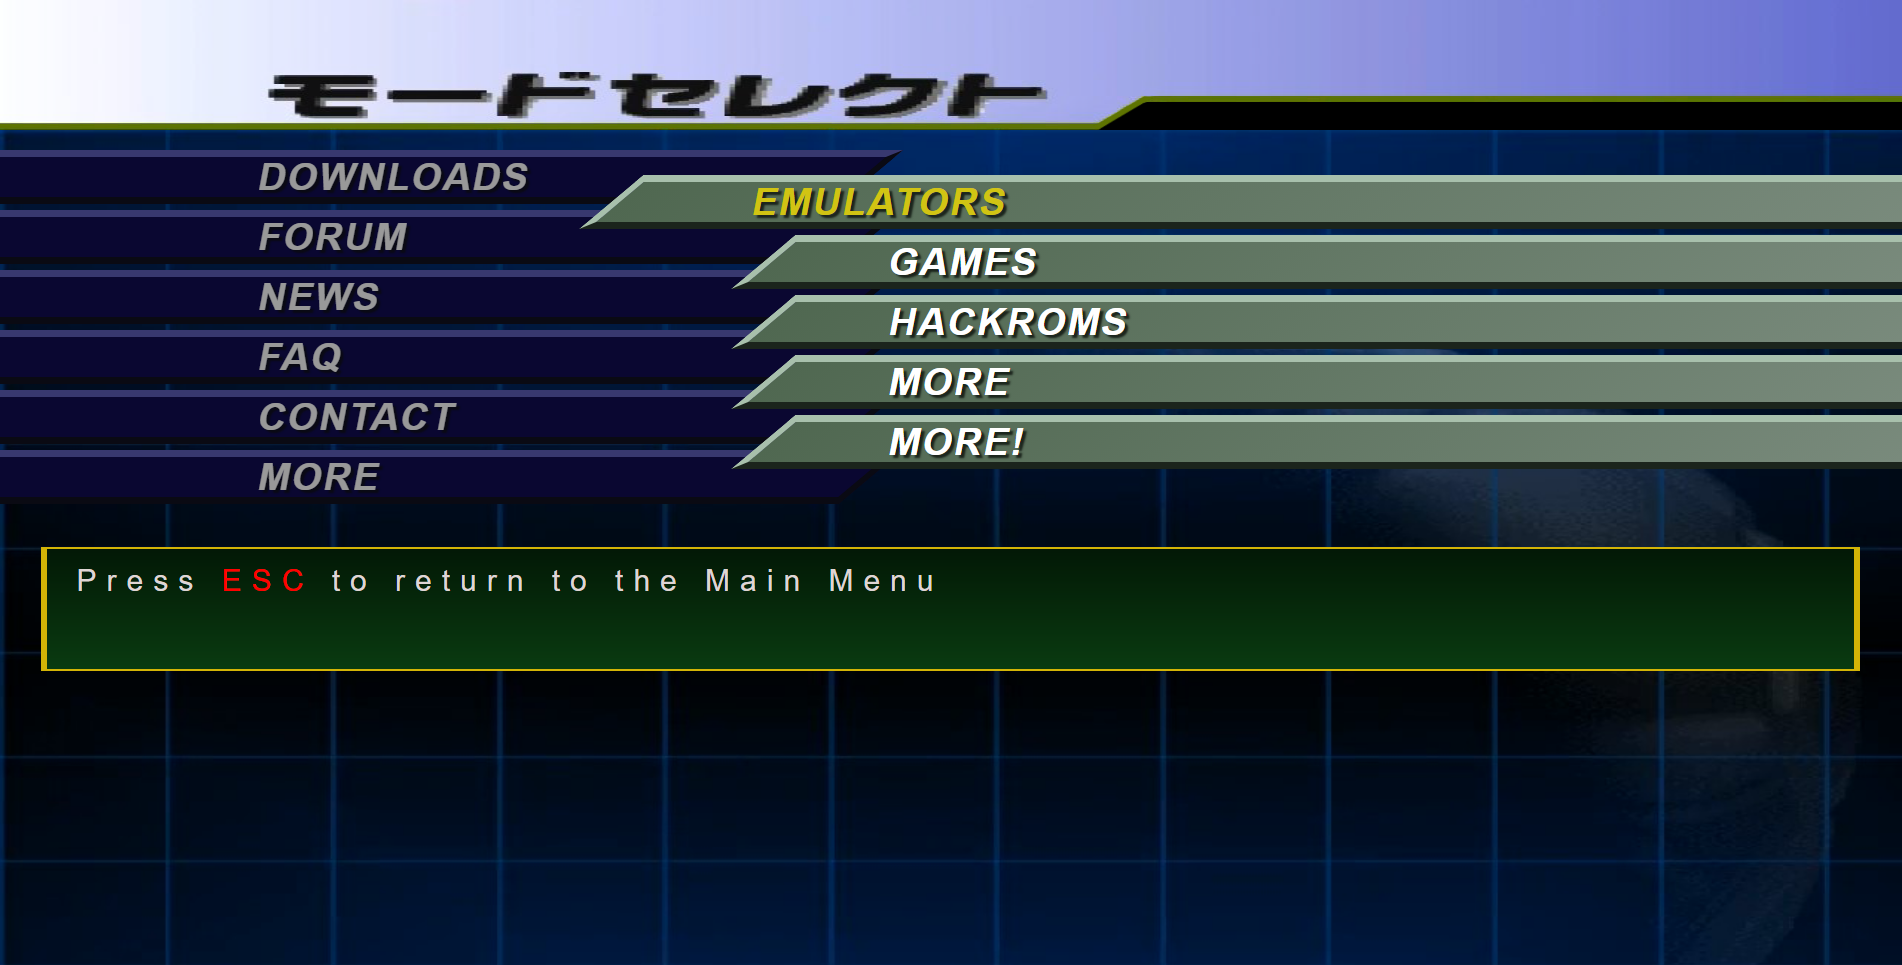 モードセレクト
DOWNLOADS
FORUM
NEWS
FAQ
CONTACT
MORE
EMULATORS
GAMES
HACKROMS
MORE
MORE!
Press ESC to return to the Main Menu